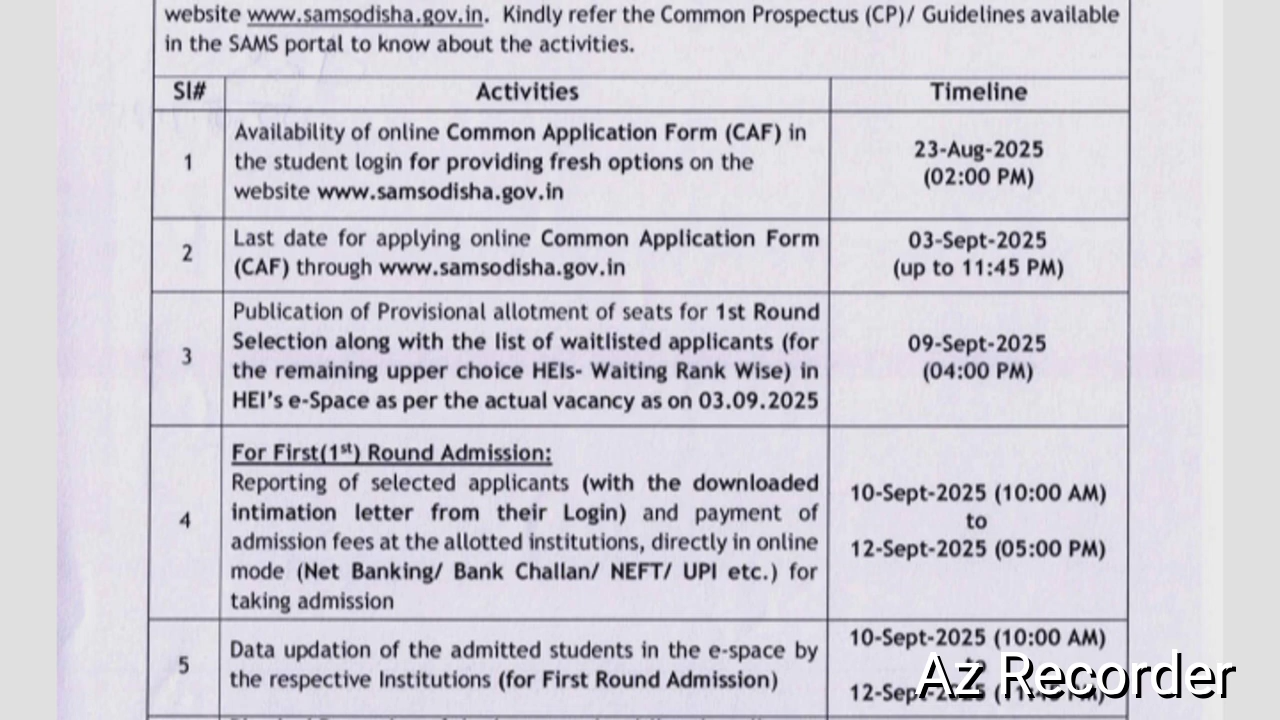 website www.samsodisha.gov.in. Kindly refer the Common Prospectus (CP)/ Guidelines available
in the SAMS portal to know about the activities.
Sl# Activities Timeline
1
Availability of online Common Application Form (CAF) in
the student login for providing fresh options on the
website www.samsodisha.gov.in
23-Aug-2025
(02:00 PM)
2
Last date for applying online Common Application Form
(CAF) through www.samsodisha.gov.in
03-Sept-2025
(up to 11:45 PM)
3
Publication of Provisional allotment of seats for 1st Round
Selection along with the list of waitlisted applicants (for
the remaining upper choice HEIs- Waiting Rank Wise) in
HEI's e-Space as per the actual vacancy as on 03.09.2025
09-Sept-2025
(04:00 PM)
4
For First(1st) Round Admission:
Reporting of selected applicants (with the downloaded
intimation letter from their Login) and payment of
admission fees at the allotted institutions, directly in online
mode (Net Banking/ Bank Challan/ NEFT/ UPI etc.) for
taking admission
10-Sept-2025 (10:00 AM)
to
12-Sept-2025 (05:00 PM)
5
Data updation of the admitted students in the e-space by
the respective Institutions (for First Round Admission)
10-Sept-2025 (10:00 AM)
Az Recorder